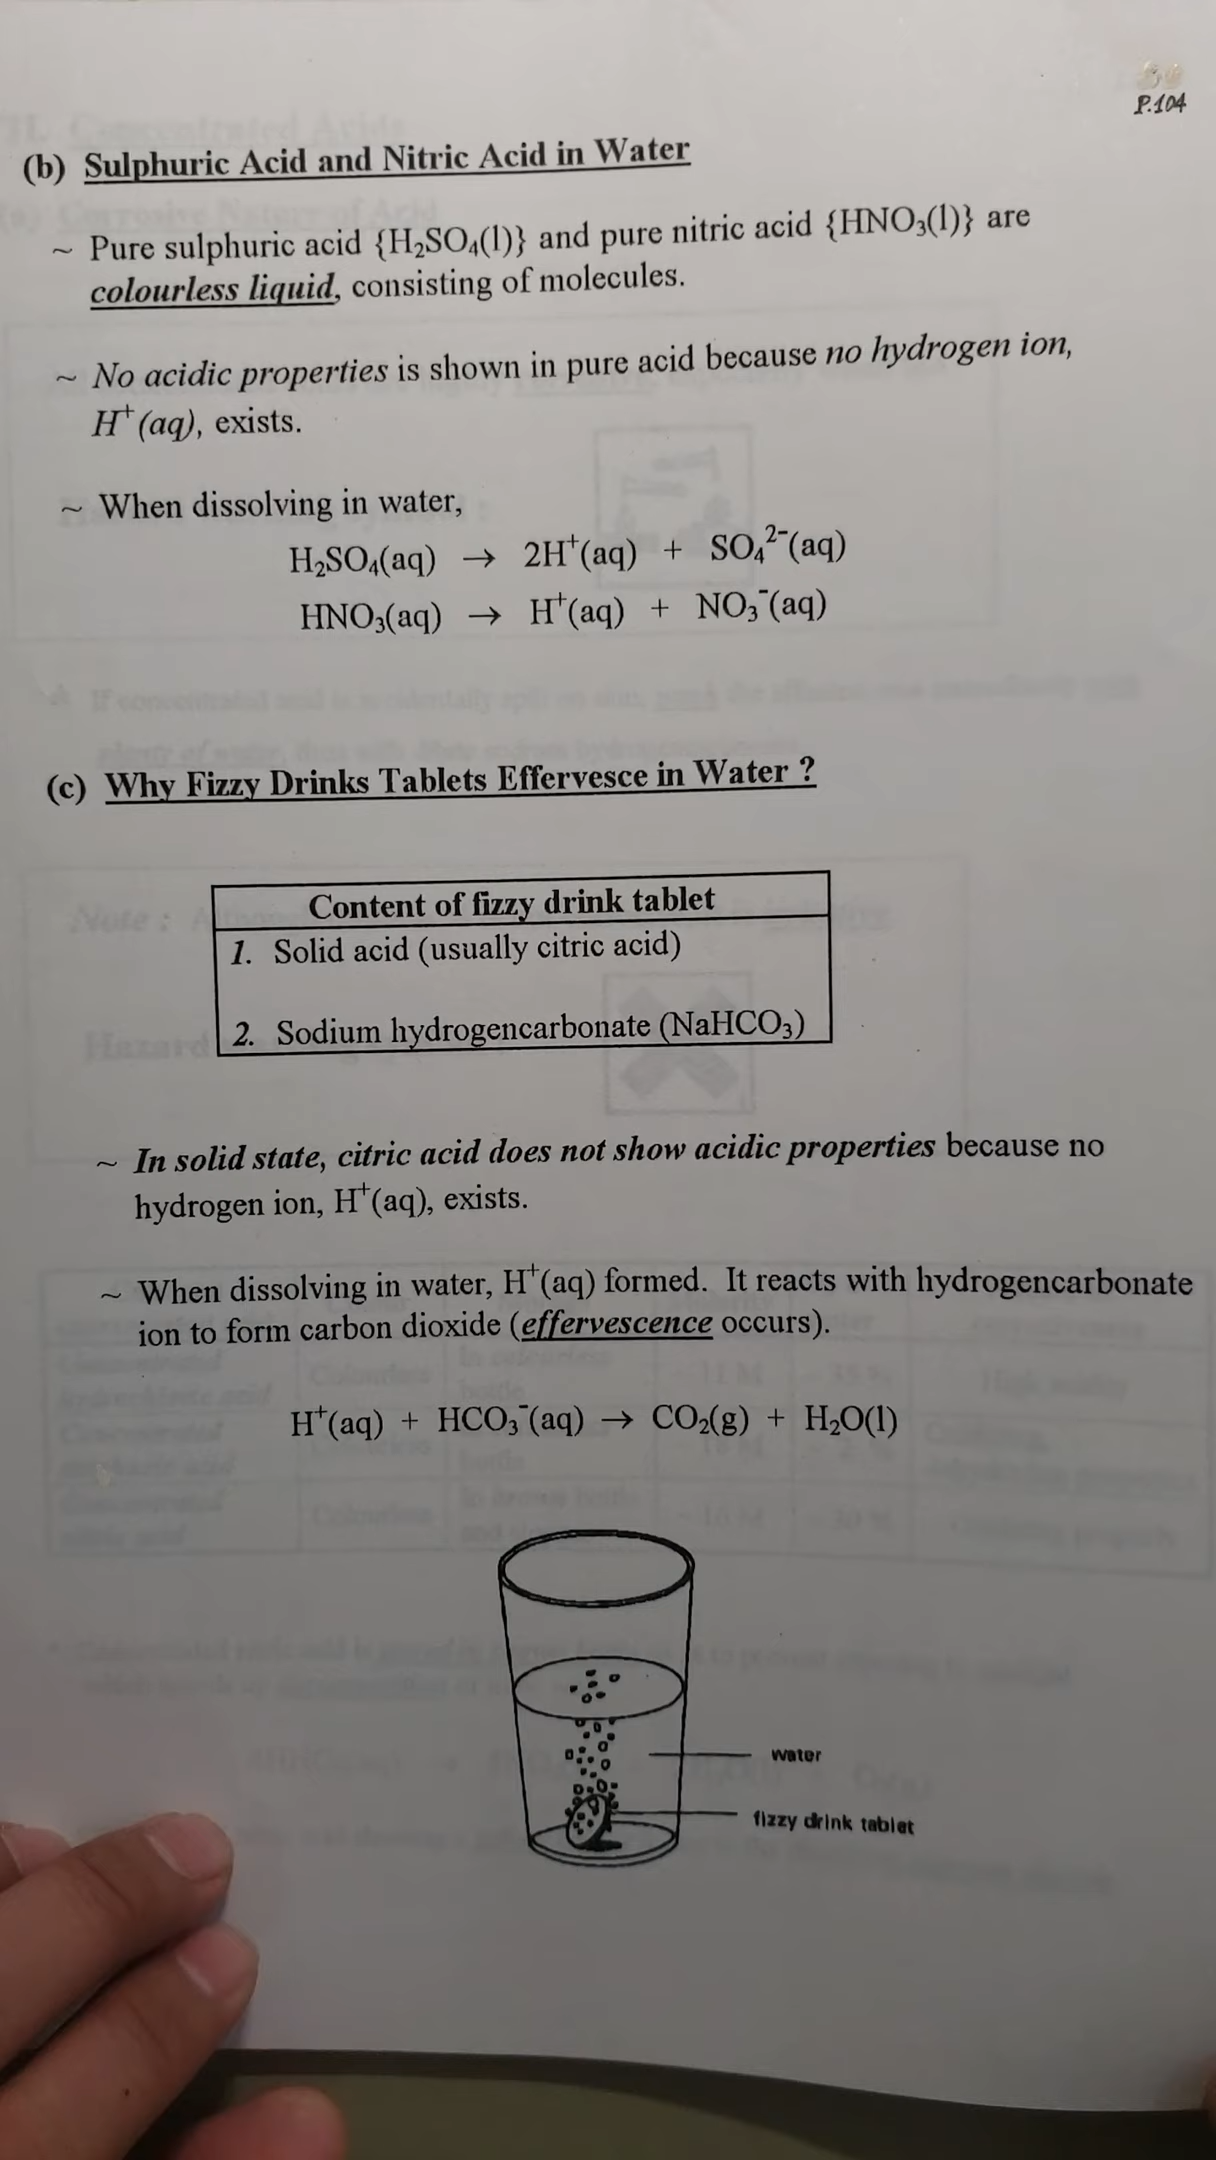 P.104
(b) Sulphuric Acid and Nitric Acid in Water
~ Pure sulphuric acid {H₂SO₄(l)} and pure nitric acid {HNO₃(l)} are
colourless liquid, consisting of molecules.
~ No acidic properties is shown in pure acid because no hydrogen ion,
H⁺(aq), exists.
~ When dissolving in water,
H₂SO₄(aq) → 2H⁺(aq) + SO₄²⁻(aq)
HNO₃(aq) → H⁺(aq) + NO₃⁻(aq)
(c) Why Fizzy Drinks Tablets Effervesce in Water ?
Content of fizzy drink tablet
1. Solid acid (usually citric acid)
2. Sodium hydrogencarbonate (NaHCO₃)
~ In solid state, citric acid does not show acidic properties because no
hydrogen ion, H⁺(aq), exists.
~ When dissolving in water, H⁺(aq) formed. It reacts with hydrogencarbonate
ion to form carbon dioxide (effervescence occurs).
H⁺(aq) + HCO₃⁻(aq) → CO₂(g) + H₂O(l)
water
fizzy drink tablet